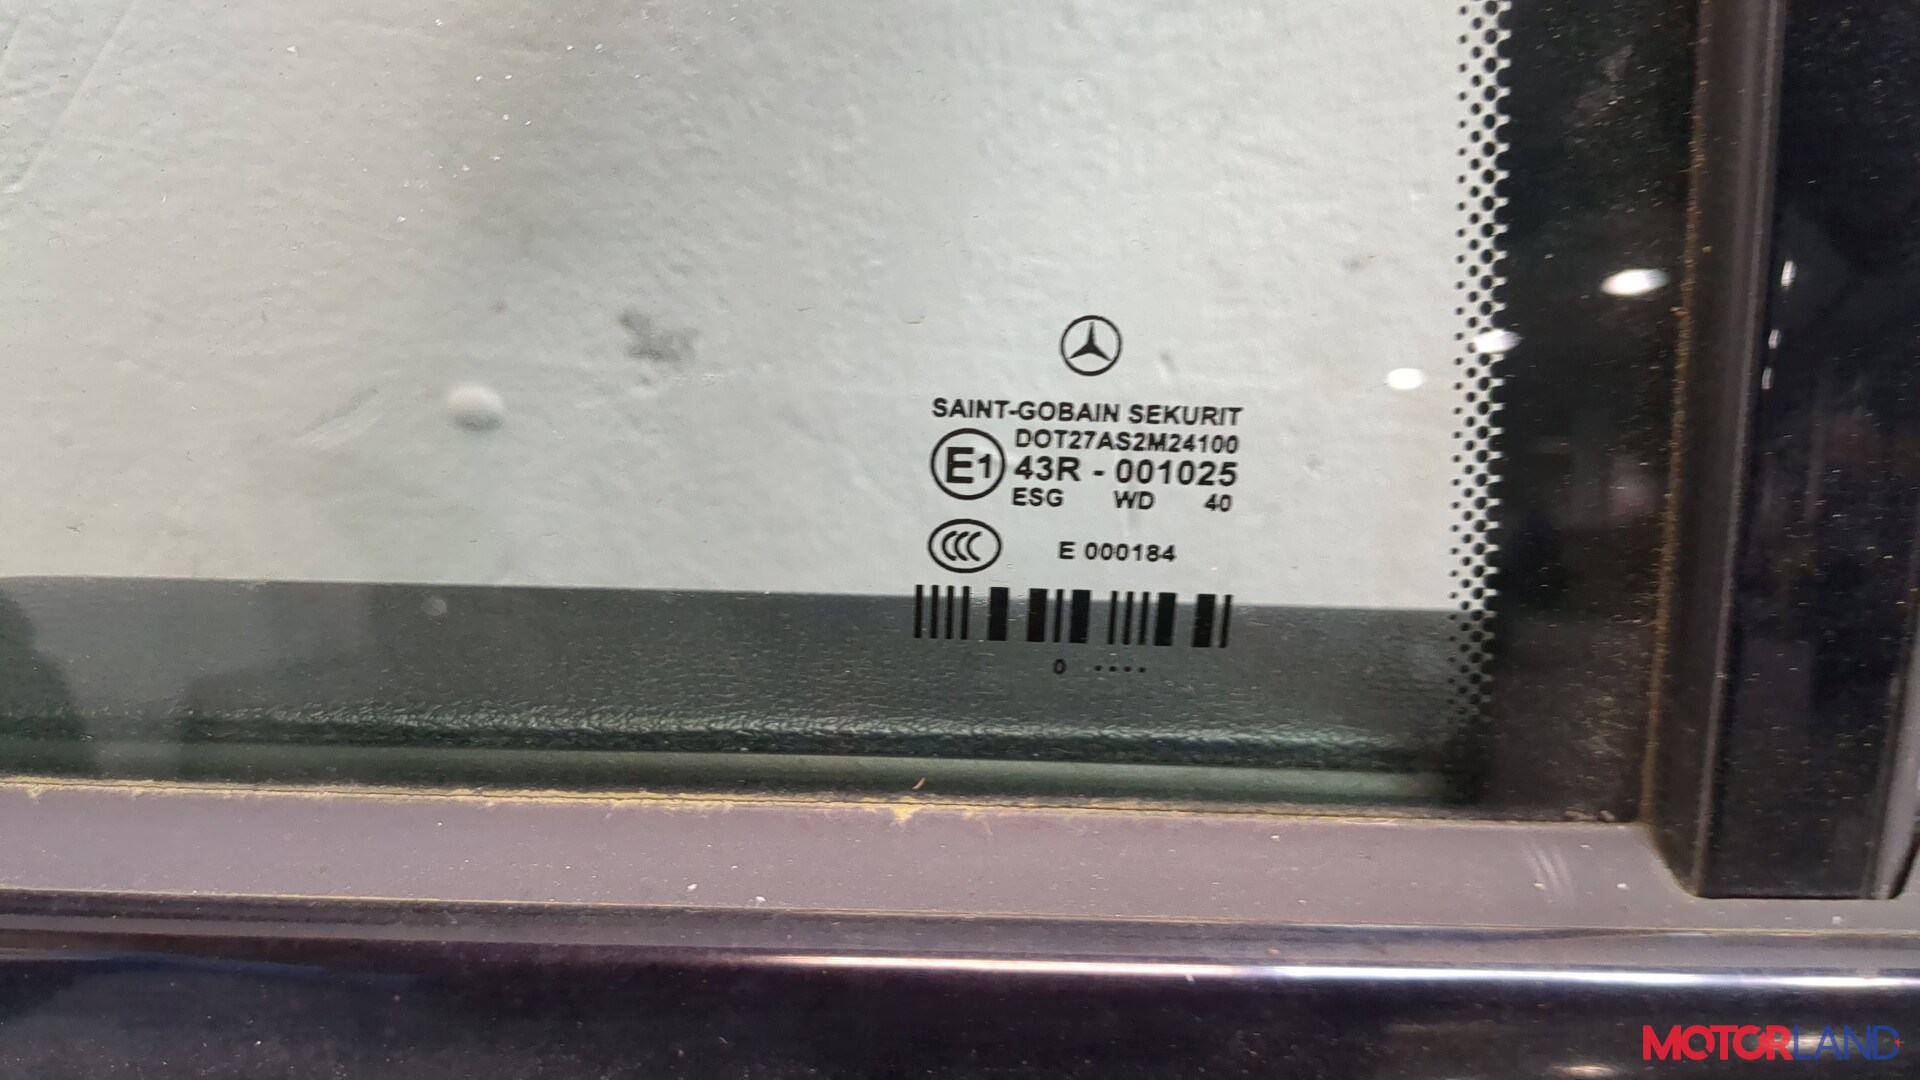 SAINT-GOBAIN SEKURIT
DOT27AS2M24100
E1 43R - 001025
ESG WD 40
CCC E 000184
0 ....
MOTORLAND